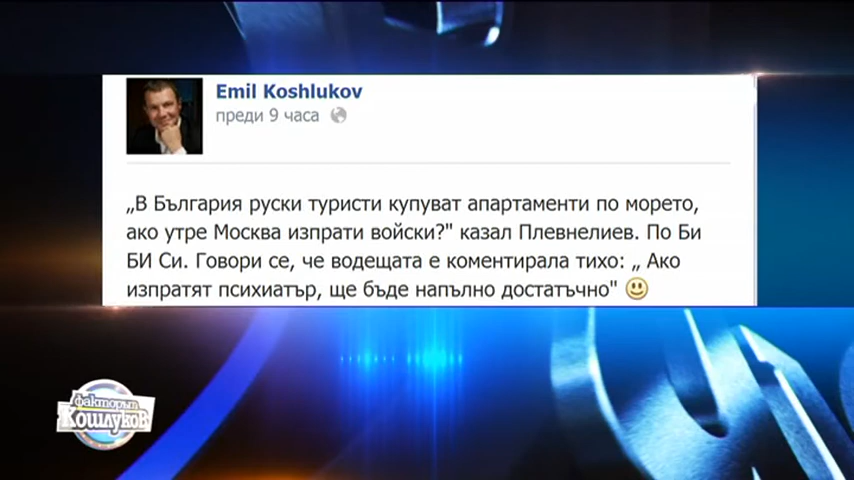 Emil Koshlukov
преди 9 часа
„В България руски туристи купуват апартаменти по морето,
ако утре Москва изпрати войски?" казал Плевнелиев. По Би
БИ Си. Говори се, че водещата е коментирала тихо: „ Ако
изпратят психиатър, ще бъде напълно достатъчно"
факторът
Кошлуков